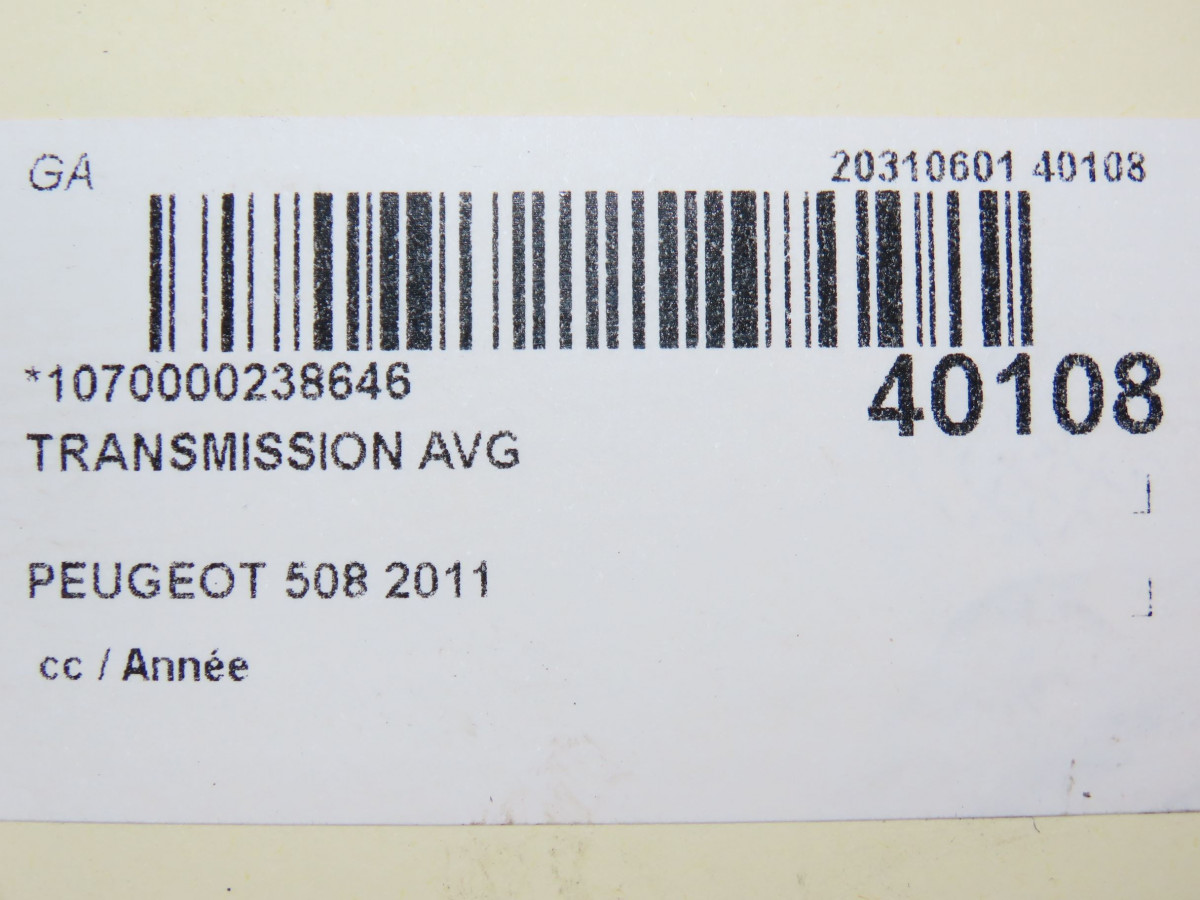 GA 20310601 40108
*1070000238646 40108
TRANSMISSION AVG
PEUGEOT 508 2011
cc / Année